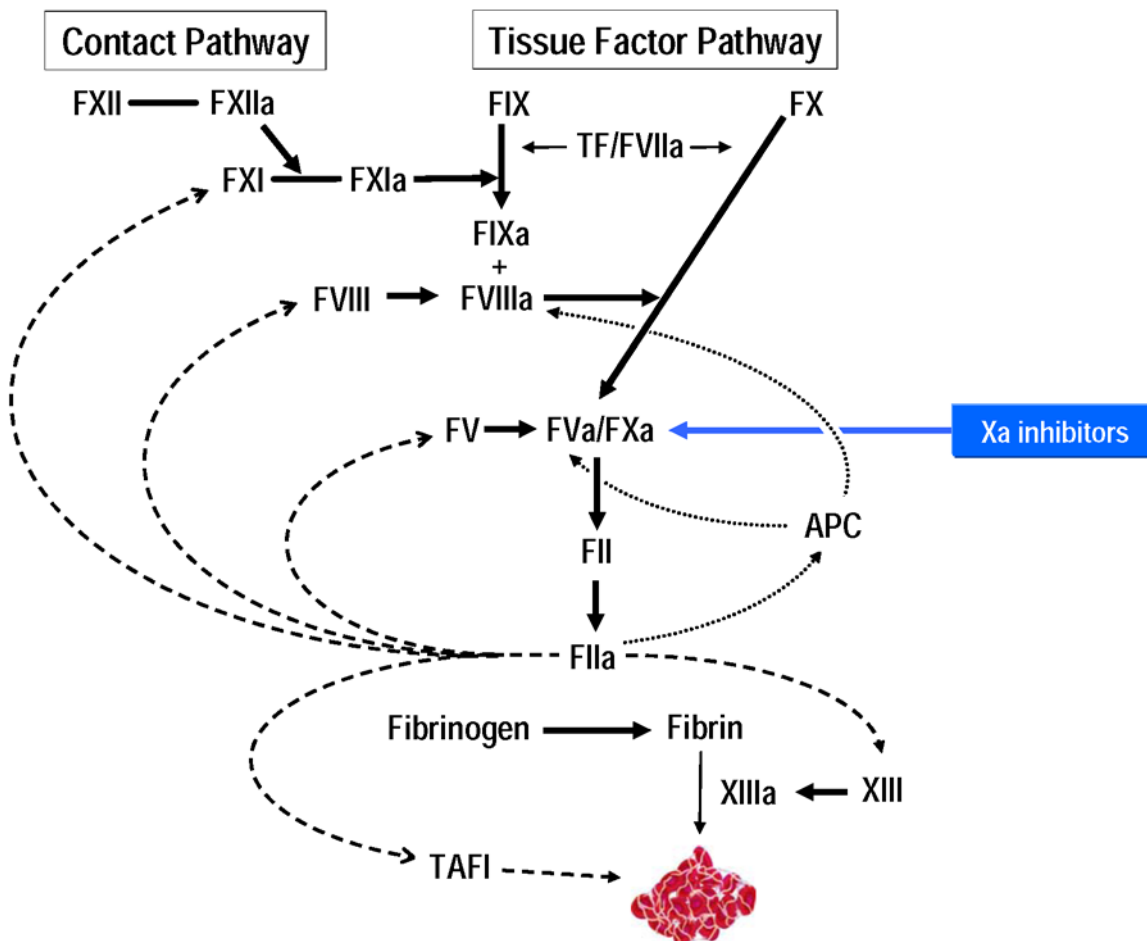 Contact Pathway
Tissue Factor Pathway
FXII
FXIIa
FIX
FX
TF/FVIIa
FXI
FXIa
FIXa
+
FVIII
FVIIIa
FV
FVa/FXa
Xa inhibitors
APC
FII
FIIa
Fibrinogen
Fibrin
XIIIa
XIII
TAFI